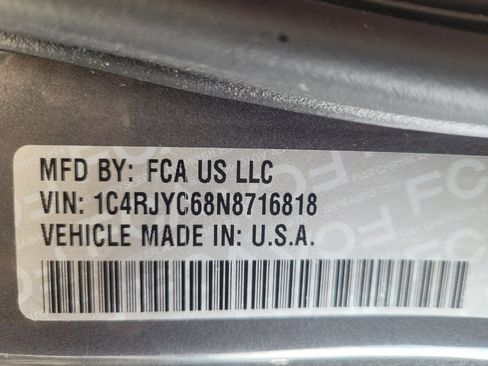 MFD BY: FCA US LLC
VIN: 1C4RJYC68N8716818
VEHICLE MADE IN: U.S.A.